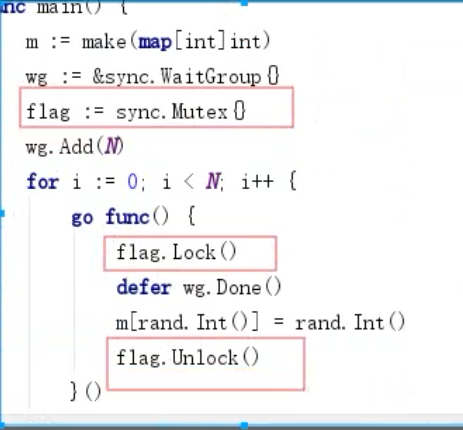 nc main() {
m := make(map[int]int)
wg := &sync.WaitGroup{}
flag := sync.Mutex{}
wg.Add(N)
for i := 0; i < N; i++ {
go func() {
flag.Lock()
defer wg.Done()
m[rand.Int()] = rand.Int()
flag.Unlock()
}()